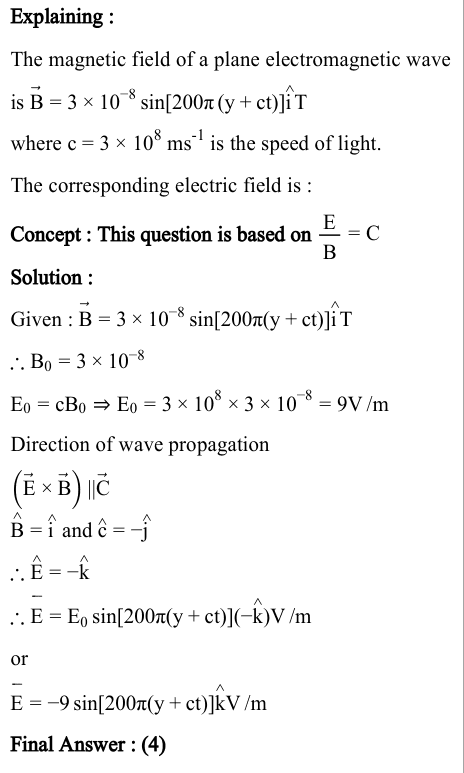 Explaining :
The magnetic field of a plane electromagnetic wave
is B⃗ = 3 × 10⁻⁸ sin[200π (y + ct)]î T
where c = 3 × 10⁸ ms⁻¹ is the speed of light.
The corresponding electric field is :
Concept : This question is based on E/B = C
Solution :
Given : B⃗ = 3 × 10⁻⁸ sin[200π(y + ct)]î T
∴ B₀ = 3 × 10⁻⁸
E₀ = cB₀ ⇒ E₀ = 3 × 10⁸ × 3 × 10⁻⁸ = 9V /m
Direction of wave propagation
(E⃗ × B⃗) ||C⃗
B̂ = î and ĉ = −ĵ
∴ Ê = −k̂
∴ E̅ = E₀ sin[200π(y + ct)](−k̂)V /m
or
E̅ = −9 sin[200π(y + ct)]k̂V /m
Final Answer : (4)